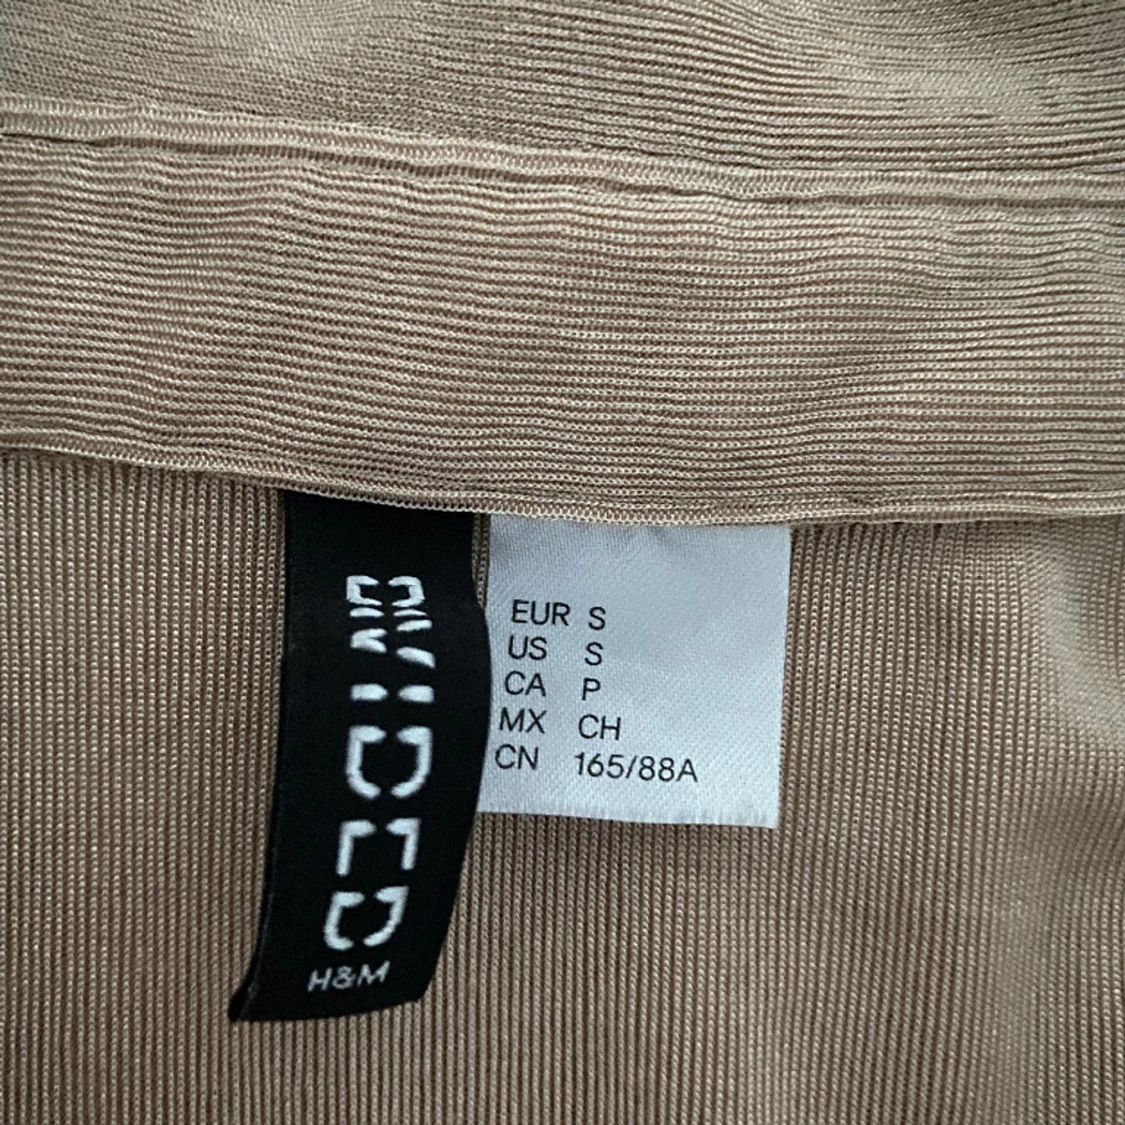 DIVIDED
H&M
EUR S
US S
CA P
MX CH
CN 165/88A